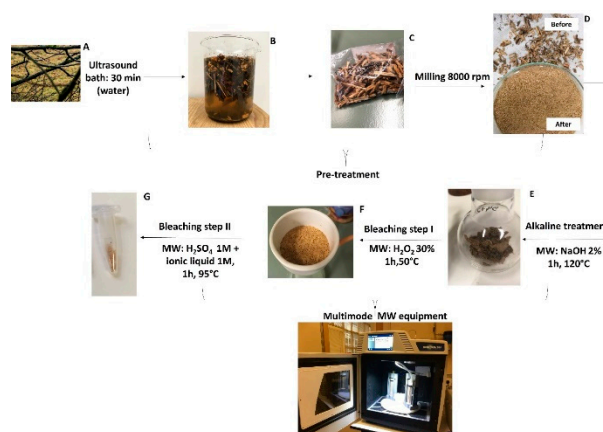 A
Ultrasound
bath: 30 min
(water)
B
C
Milling 8000 rpm
D
Before
After
Pre-treatment
G
Bleaching step II
MW: H₂SO₄ 1M +
ionic liquid 1M,
1h, 95°C
F
Bleaching step I
MW: H₂O₂ 30%
1h,50°C
E
Alkaline treatmen
MW: NaOH 2%
1h, 120°C
Multimode MW equipment